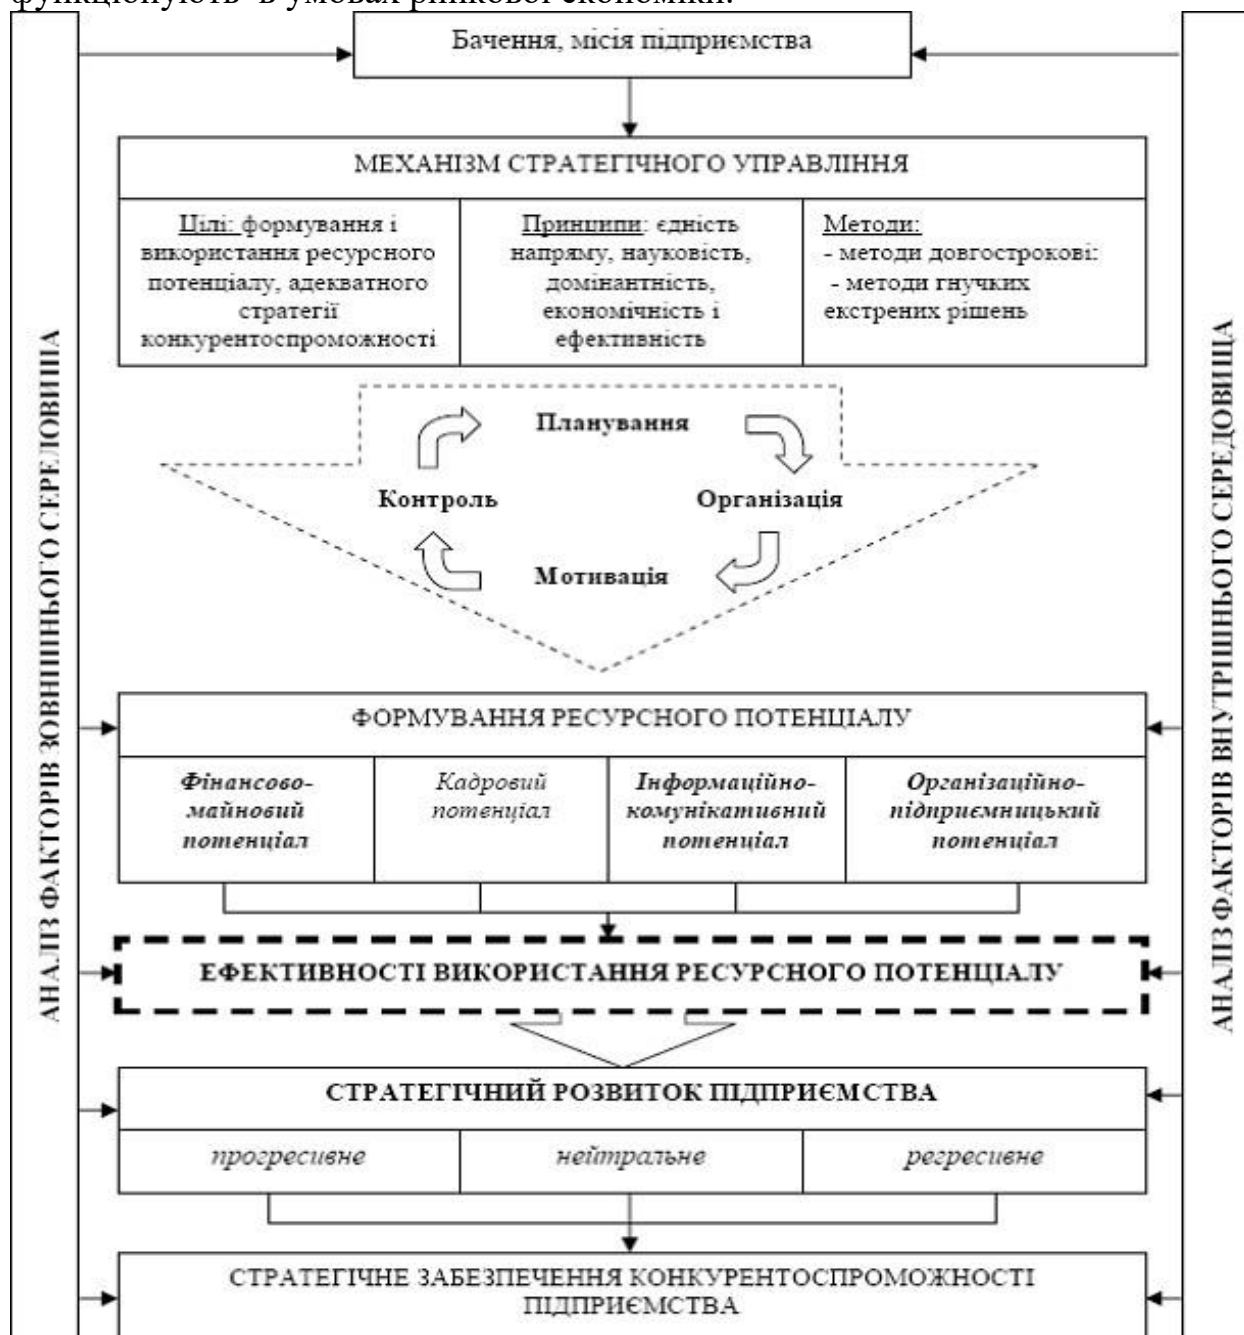 функціонують в умовах ринкової економіки.
Бачення, місія підприємства
МЕХАНІЗМ СТРАТЕГІЧНОГО УПРАВЛІННЯ
Цілі: формування і
використання ресурсного
потенціалу, адекватного
стратегії
конкурентоспроможності
Принципи: єдність
напряму, науковість,
домінантність,
економічність і
ефективність
Методи:
- методи довгострокові:
- методи гнучких
екстрених рішень
Планування
Контроль
Організація
Мотивація
ФОРМУВАННЯ РЕСУРСНОГО ПОТЕНЦІАЛУ
Фінансово-
майновий
потенціал
Кадровий
потенціал
Інформаційно-
комунікативний
потенціал
Організаційно-
підприємницький
потенціал
ЕФЕКТИВНОСТІ ВИКОРИСТАННЯ РЕСУРСНОГО ПОТЕНЦІАЛУ
СТРАТЕГІЧНИЙ РОЗВИТОК ПІДПРИЄМСТВА
прогресивне
нейтральне
регресивне
СТРАТЕГІЧНЕ ЗАБЕЗПЕЧЕННЯ КОНКУРЕНТОСПРОМОЖНОСТІ
ПІДПРИЄМСТВА
АНАЛІЗ ФАКТОРІВ ЗОВНІШНЬОГО СЕРЕДОВИЩА
АНАЛІЗ ФАКТОРІВ ВНУТРІШНЬОГО СЕРЕДОВИЩА